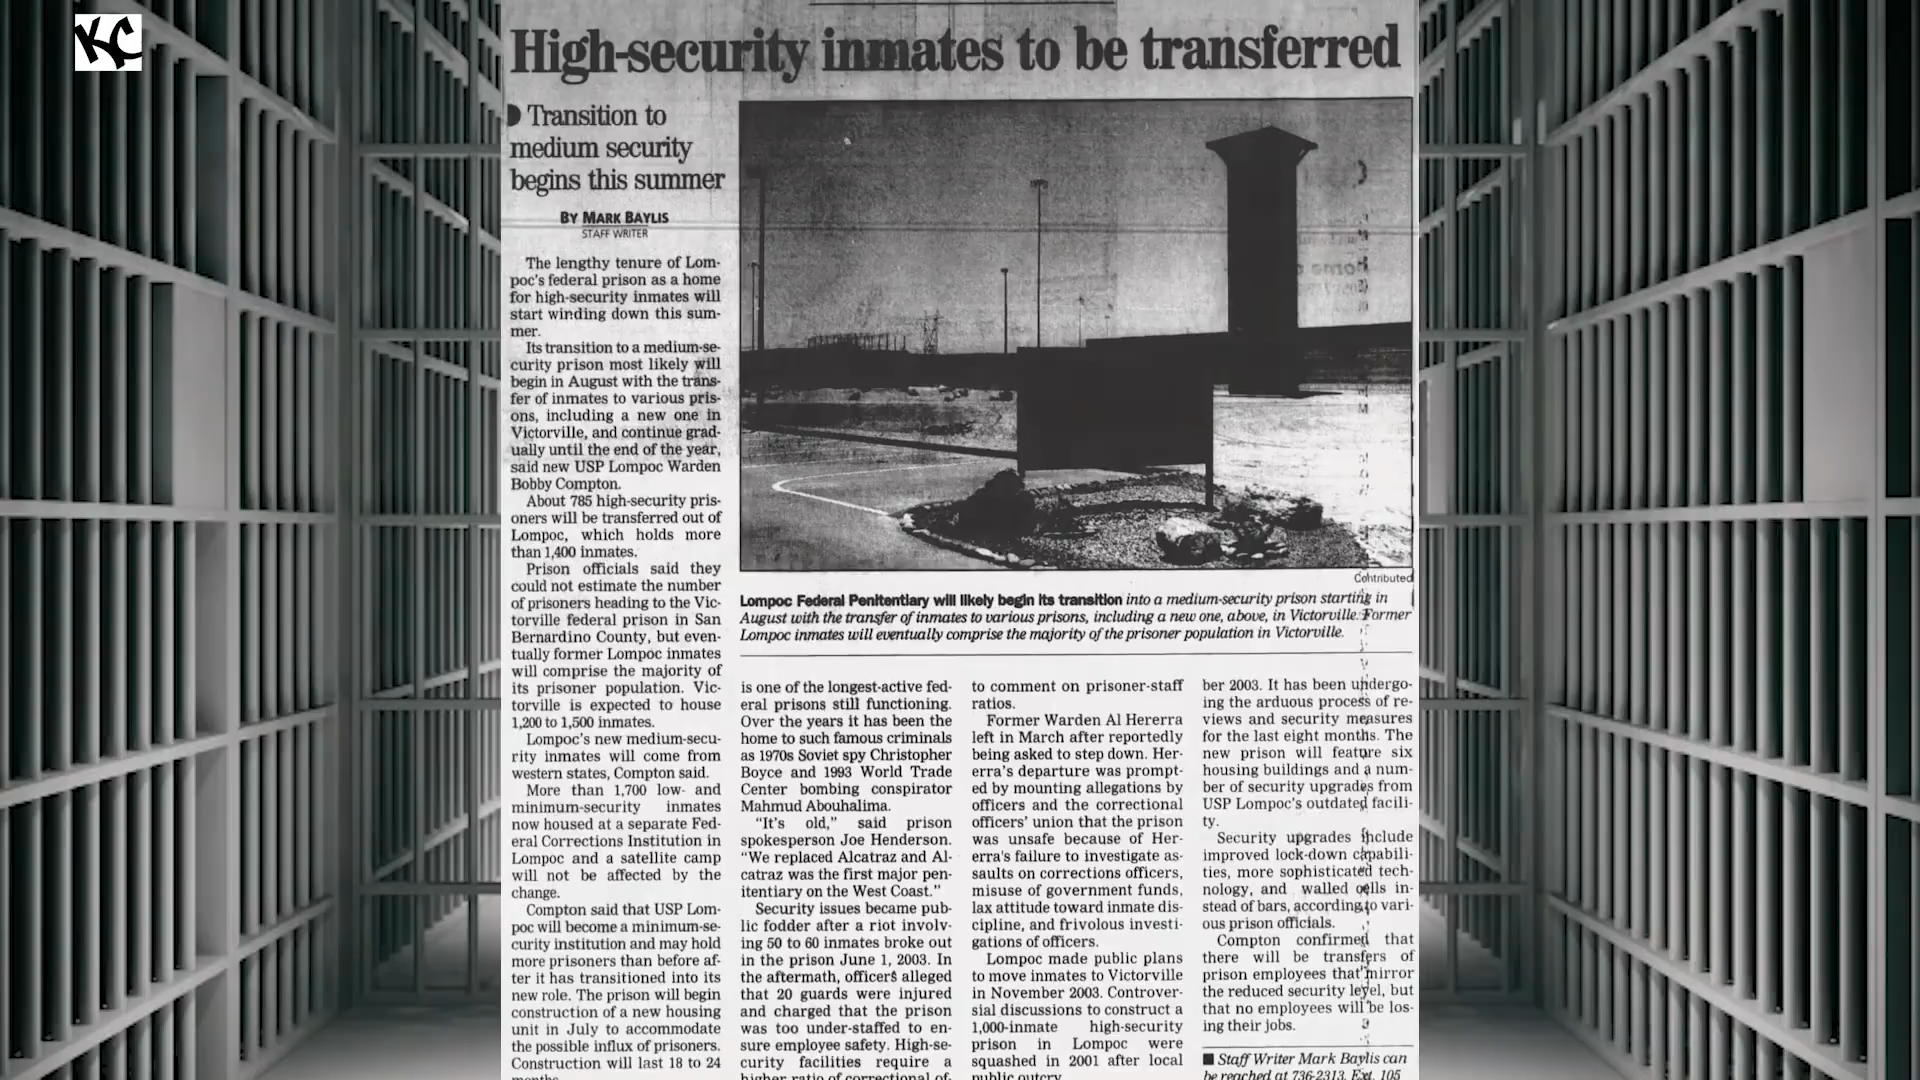 KC
High-security inmates to be transferred
Transition to
medium security
begins this summer
BY MARK BAYLIS
STAFF WRITER
The lengthy tenure of Lom-
poc's federal prison as a home
for high-security inmates will
start winding down this sum-
mer.
Its transition to a medium-se-
curity prison most likely will
begin in August with the trans-
fer of inmates to various pris-
ons, including a new one in
Victorville, and continue grad-
ually until the end of the year,
said new USP Lompoc Warden
Bobby Compton.
About 785 high-security pris-
oners will be transferred out of
Lompoc, which holds more
than 1,400 inmates.
Prison officials said they
could not estimate the number
of prisoners heading to the Vic-
torville federal prison in San
Bernardino County, but even-
tually former Lompoc inmates
will comprise the majority of
its prisoner population. Vic-
torville is expected to house
1,200 to 1,500 inmates.
Lompoc's new medium-secu-
rity inmates will come from
western states, Compton said.
More than 1,700 low- and
minimum-security inmates
now housed at a separate Fed-
eral Corrections Institution in
Lompoc and a satellite camp
will not be affected by the
change.
Compton said that USP Lom-
poc will become a minimum-se-
curity institution and may hold
more prisoners than before af-
ter it has transitioned into its
new role. The prison will begin
construction of a new housing
unit in July to accommodate
the possible influx of prisoners.
Construction will last 18 to 24
months.
Contributed
Lompoc Federal Penitentiary will likely begin its transition into a medium-security prison starting in
August with the transfer of inmates to various prisons, including a new one, above, in Victorville. Former
Lompoc inmates will eventually comprise the majority of the prisoner population in Victorville.
is one of the longest-active fed-
eral prisons still functioning.
Over the years it has been the
home to such famous criminals
as 1970s Soviet spy Christopher
Boyce and 1993 World Trade
Center bombing conspirator
Mahmud Abouhalima.
"It's old," said prison
spokesperson Joe Henderson.
"We replaced Alcatraz and Al-
catraz was the first major pen-
itentiary on the West Coast."
Security issues became pub-
lic fodder after a riot involv-
ing 50 to 60 inmates broke out
in the prison June 1, 2003. In
the aftermath, officers alleged
that 20 guards were injured
and charged that the prison
was too under-staffed to en-
sure employee safety. High-se-
curity facilities require a
higher ratio of correctional of-
to comment on prisoner-staff
ratios.
Former Warden Al Hererra
left in March after reportedly
being asked to step down. Her-
erra's departure was prompt-
ed by mounting allegations by
officers and the correctional
officers' union that the prison
was unsafe because of Her-
erra's failure to investigate as-
saults on corrections officers,
misuse of government funds,
lax attitude toward inmate dis-
cipline, and frivolous investi-
gations of officers.
Lompoc made public plans
to move inmates to Victorville
in November 2003. Controver-
sial discussions to construct a
1,000-inmate high-security
prison in Lompoc were
squashed in 2001 after local
public outcry.
ber 2003. It has been undergo-
ing the arduous process of re-
views and security measures
for the last eight months. The
new prison will feature six
housing buildings and a num-
ber of security upgrades from
USP Lompoc's outdated facili-
ty.
Security upgrades include
improved lock-down capabili-
ties, more sophisticated tech-
nology, and walled cells in-
stead of bars, according to vari-
ous prison officials.
Compton confirmed that
there will be transfers of
prison employees that mirror
the reduced security level, but
that no employees will be los-
ing their jobs.
Staff Writer Mark Baylis can
be reached at 736-2313, Ext. 105